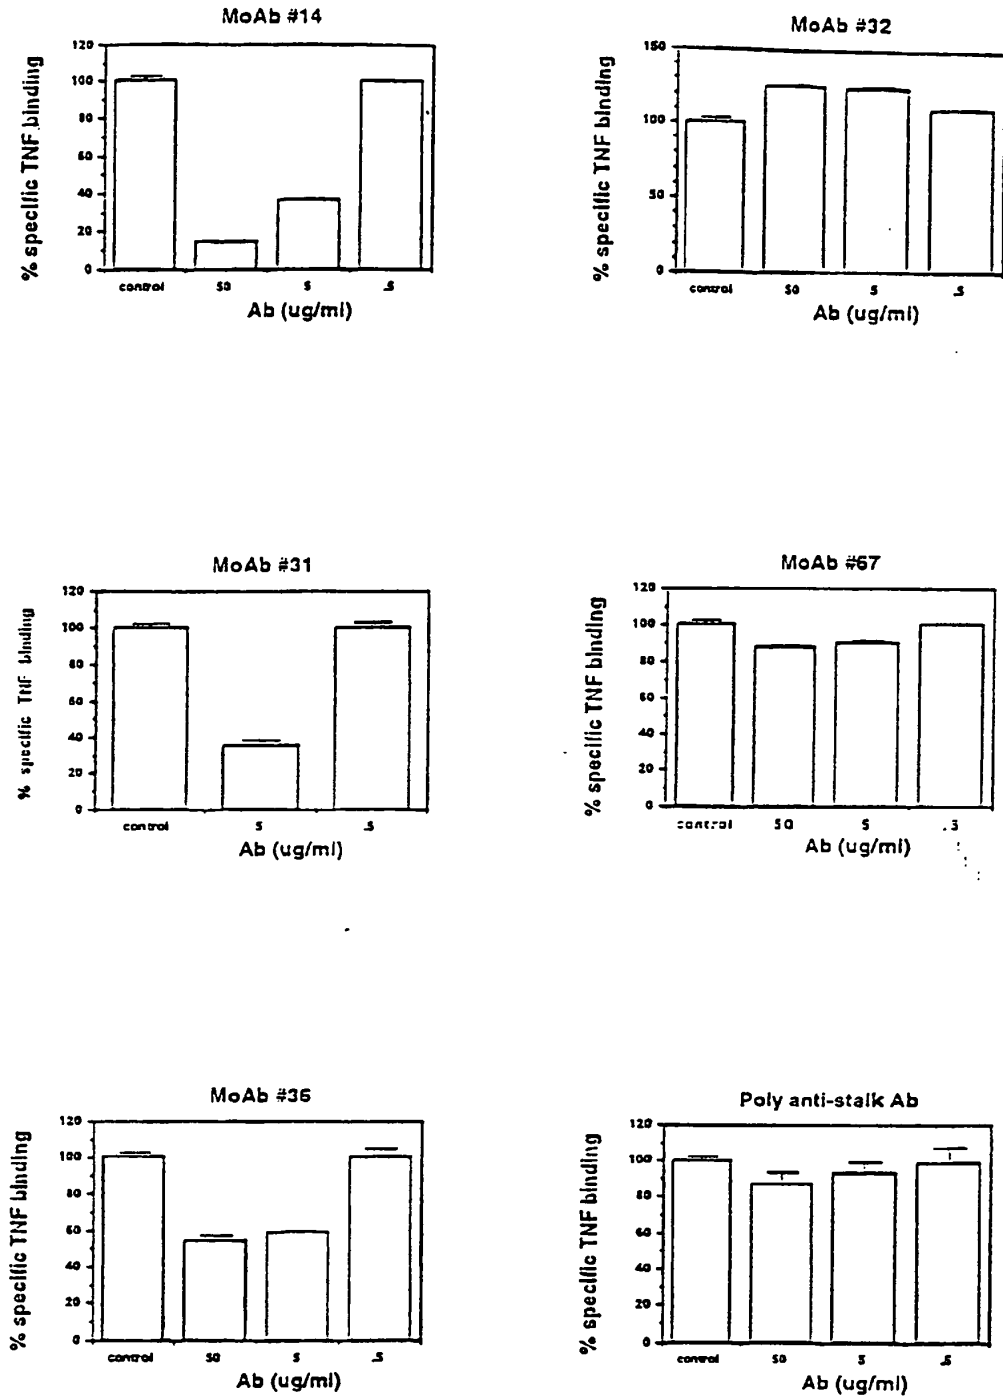 MoAb #14
% specific TNF binding
120
100
80
60
40
20
0
control 50 5 .5
Ab (ug/ml)
MoAb #32
% specific TNF binding
150
100
50
0
control 50 5 .5
Ab (ug/ml)
MoAb #31
% specific TNF binding
120
100
80
60
40
20
0
control 5 .5
Ab (ug/ml)
MoAb #67
% specific TNF binding
120
100
80
60
40
20
0
control 50 5 .5
Ab (ug/ml)
MoAb #36
% specific TNF binding
120
100
80
60
40
20
0
control 50 5 .5
Ab (ug/ml)
Poly anti-stalk Ab
% specific TNF binding
120
100
80
60
40
20
0
control 50 5 .5
Ab (ug/ml)